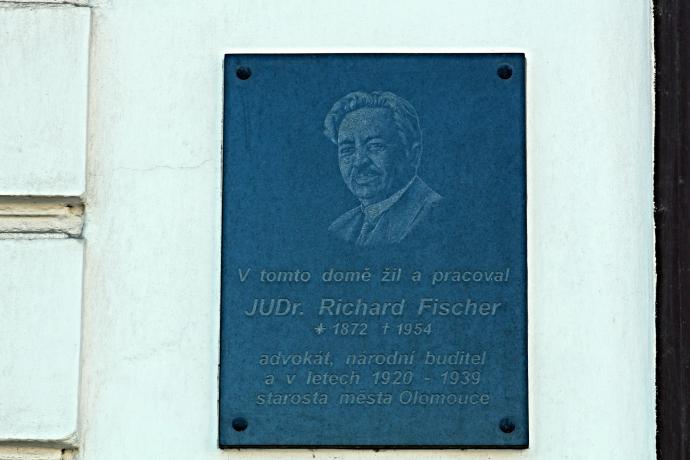 V tomto domě žil a pracoval
JUDr. Richard Fischer
* 1872 † 1954
advokát, národní buditel
a v letech 1920 - 1939
starosta města Olomouce